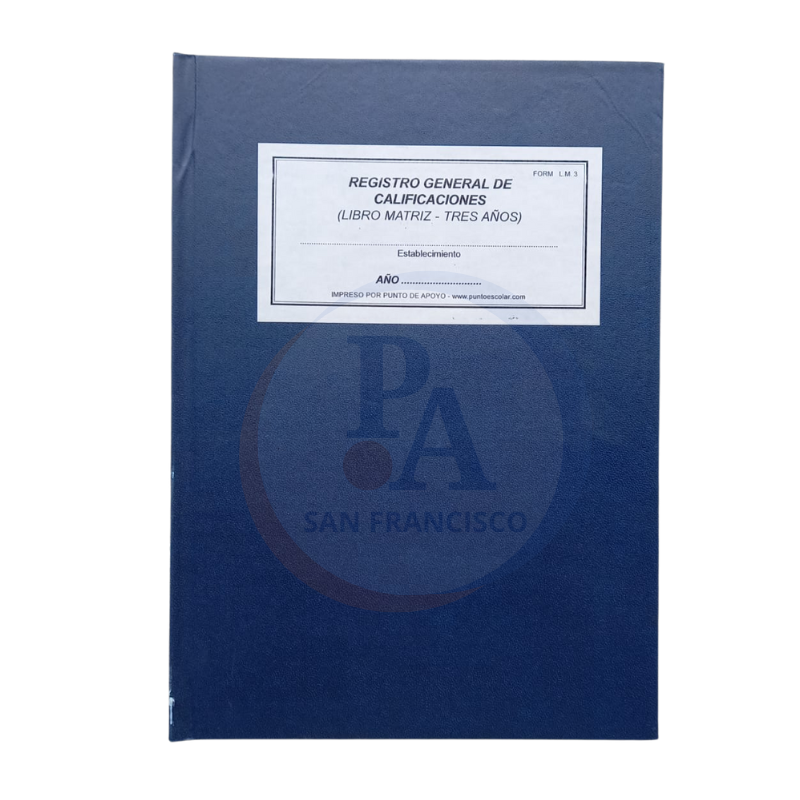 FORM L.M. 3
REGISTRO GENERAL DE
CALIFICACIONES
(LIBRO MATRIZ - TRES AÑOS)
Establecimiento
AÑO
IMPRESO POR PUNTO DE APOYO - www.puntoescolar.com
P.A
SAN FRANCISCO